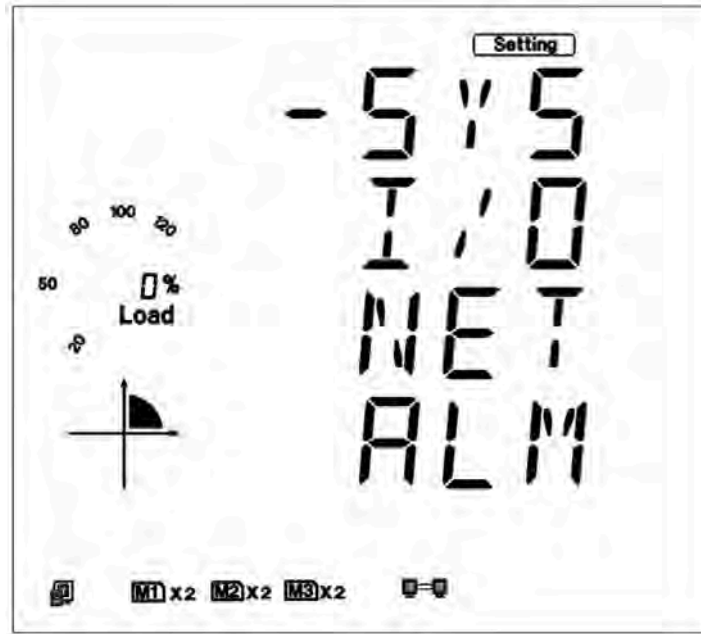 Setting
- SYS
I/O
80 100 120
50 0%
Load
NET
20
ALM
M1 x2 M2 x2 M3 x2